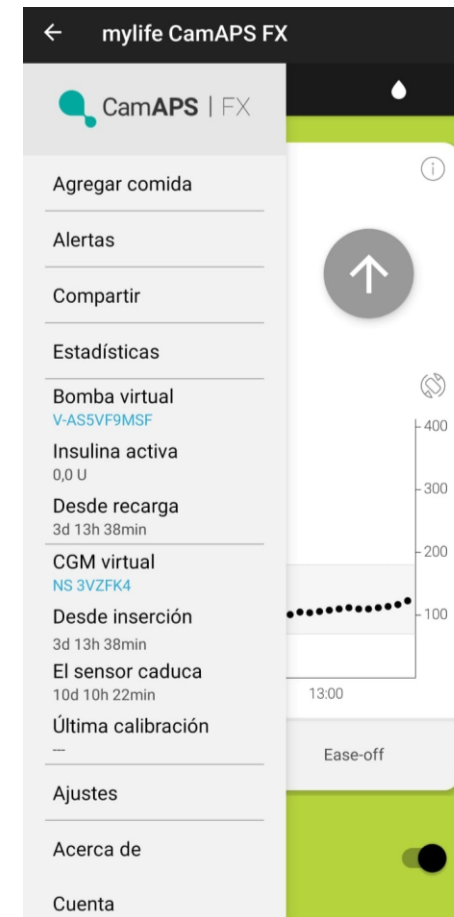 mylife CamAPS FX
CamAPS | FX
Agregar comida
Alertas
Compartir
Estadísticas
Bomba virtual
V-AS5VF9MSF
Insulina activa
0,0 U
Desde recarga
3d 13h 38min
CGM virtual
NS 3VZFK4
Desde inserción
3d 13h 38min
El sensor caduca
10d 10h 22min
Última calibración
---
Ajustes
Acerca de
Cuenta
400
300
200
100
13:00
Ease-off